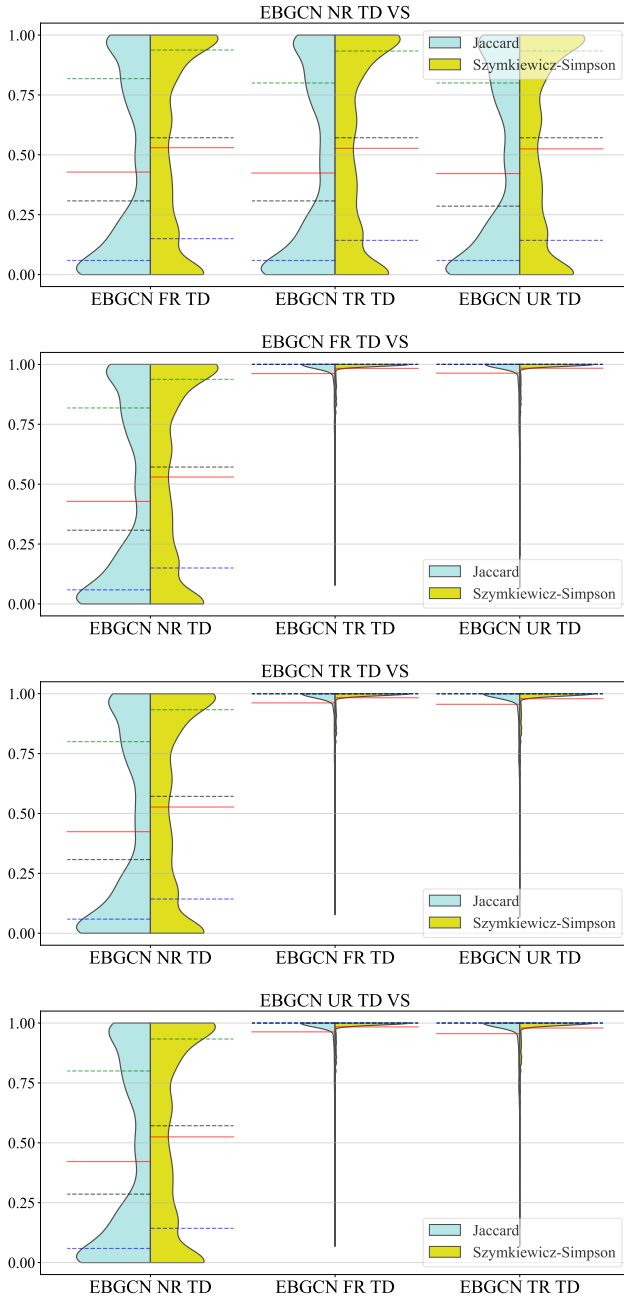 EBGCN NR TD VS
1.00
0.75
0.50
0.25
0.00
Jaccard
Szymkiewicz-Simpson
EBGCN FR TD EBGCN TR TD EBGCN UR TD
EBGCN FR TD VS
1.00
0.75
0.50
0.25
0.00
Jaccard
Szymkiewicz-Simpson
EBGCN NR TD EBGCN TR TD EBGCN UR TD
EBGCN TR TD VS
1.00
0.75
0.50
0.25
0.00
Jaccard
Szymkiewicz-Simpson
EBGCN NR TD EBGCN FR TD EBGCN UR TD
EBGCN UR TD VS
1.00
0.75
0.50
0.25
0.00
Jaccard
Szymkiewicz-Simpson
EBGCN NR TD EBGCN FR TD EBGCN TR TD